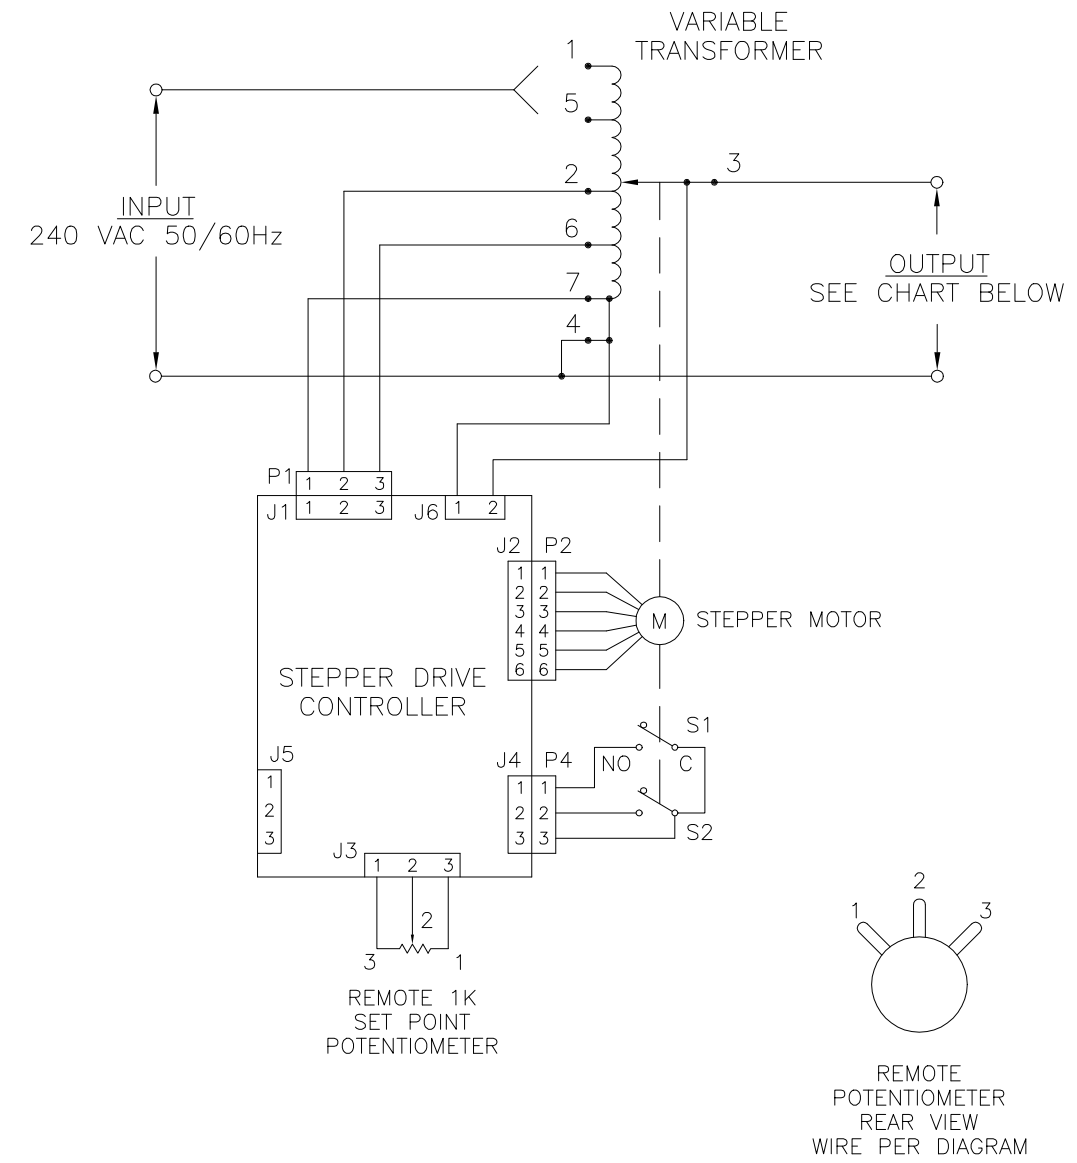 VARIABLE
TRANSFORMER
1
5
2
3
6
7
4
INPUT
240 VAC 50/60Hz
OUTPUT
SEE CHART BELOW
P1
1 2 3
J1
1 2 3
J6
1 2
J2 P2
1 1
2 2
3 3
4 4
5 5
6 6
M
STEPPER MOTOR
STEPPER DRIVE
CONTROLLER
S1
NO C
S2
J5
1
2
3
J4 P4
1 1
2 2
3 3
J3
1 2 3
2
3 1
REMOTE 1K
SET POINT
POTENTIOMETER
2
1 3
REMOTE
POTENTIOMETER
REAR VIEW
WIRE PER DIAGRAM